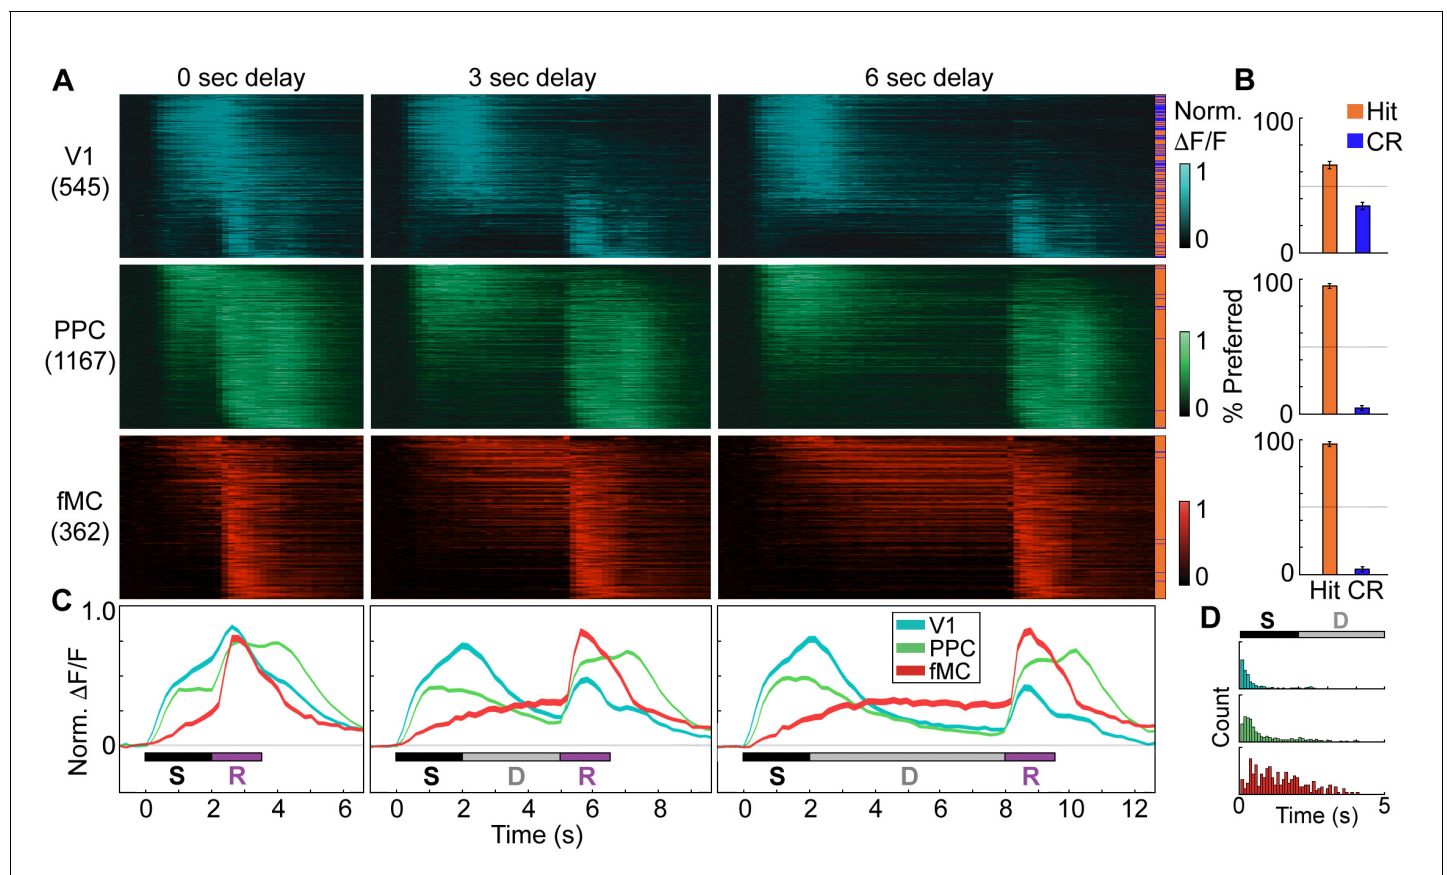 A
0 sec delay
3 sec delay
6 sec delay
B
V1
(545)
PPC
(1167)
fMC
(362)
Norm.
ΔF/F
1
0
1
0
1
0
Hit
CR
% Preferred
100
0
100
0
100
0
Hit CR
C
Norm. ΔF/F
1.0
0
V1
PPC
fMC
S R
S D R
S D R
0 2 4 6
0 2 4 6 8
0 2 4 6 8 10 12
Time (s)
D
S D
Count
0 5
Time (s)